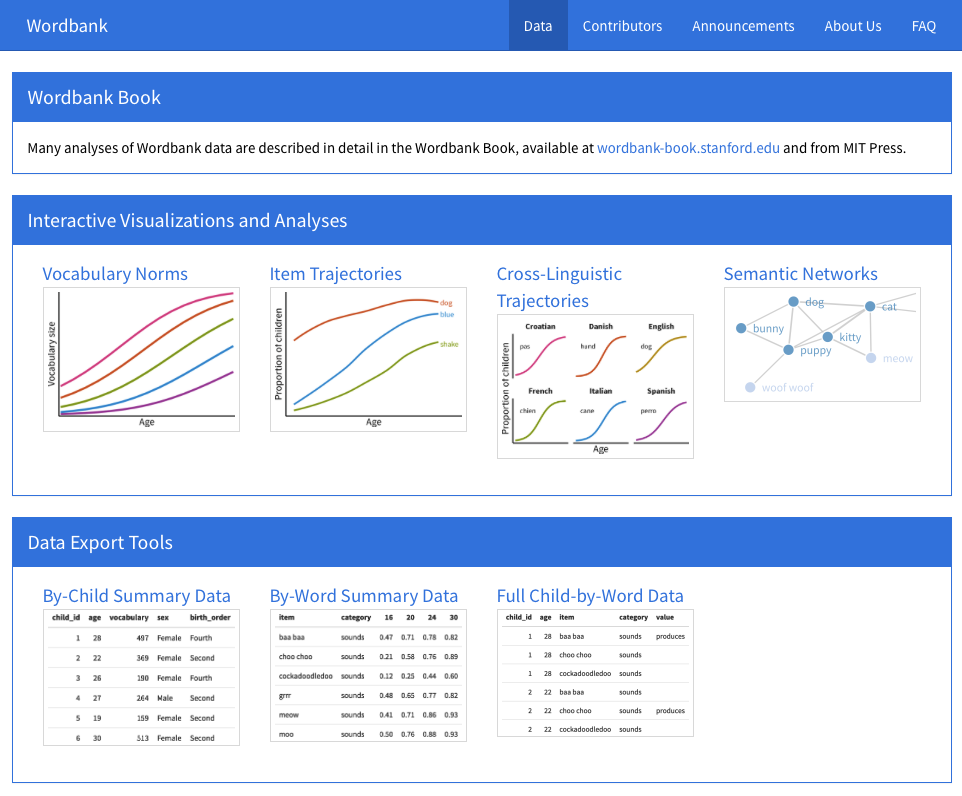 Wordbank Data Contributors Announcements About Us FAQ
Wordbank Book
Many analyses of Wordbank data are described in detail in the Wordbank Book, available at wordbank-book.stanford.edu and from MIT Press.
Interactive Visualizations and Analyses
Vocabulary Norms
Vocabulary size
Age
Item Trajectories
Proportion of children
dog
blue
shake
Age
Cross-Linguistic
Trajectories
Proportion of children
Croatian Danish English
pas hund dog
French Italian Spanish
chien cane perro
Age
Semantic Networks
dog
cat
bunny
kitty
puppy
meow
woof woof
Data Export Tools
By-Child Summary Data
child_id age vocabulary sex birth_order
1 28 497 Female Fourth
2 22 369 Female Second
3 26 190 Female Fourth
4 27 264 Male Second
5 19 159 Female Second
6 30 513 Female Second
By-Word Summary Data
item category 16 20 24 30
baa baa sounds 0.47 0.71 0.78 0.82
choo choo sounds 0.21 0.58 0.76 0.89
cockadoodledoo sounds 0.12 0.25 0.44 0.60
grrr sounds 0.48 0.65 0.77 0.82
meow sounds 0.41 0.71 0.86 0.93
moo sounds 0.50 0.76 0.88 0.93
Full Child-by-Word Data
child_id age item category value
1 28 baa baa sounds produces
1 28 choo choo sounds
1 28 cockadoodledoo sounds
2 22 baa baa sounds
2 22 choo choo sounds produces
2 22 cockadoodledoo sounds